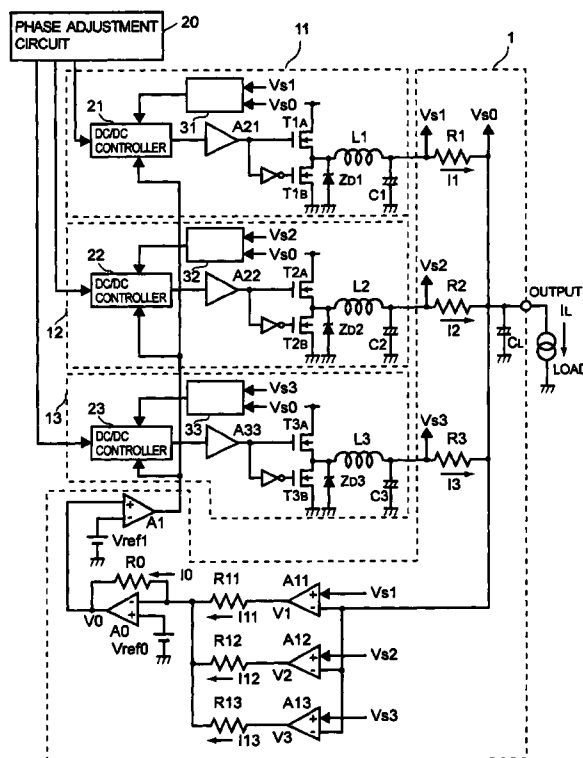 PHASE ADJUSTMENT
CIRCUIT
20
11
1
21
DC/DC
CONTROLLER
31
Vs1
Vs0
A21
T1A
T1B
ZD1
L1
C1
Vs1
Vs0
R1
I1
12
22
DC/DC
CONTROLLER
32
Vs2
Vs0
A22
T2A
T2B
ZD2
L2
C2
Vs2
R2
I2
CL
OUTPUT
IL
LOAD
13
23
DC/DC
CONTROLLER
33
Vs3
Vs0
A33
T3A
T3B
ZD3
L3
C3
Vs3
R3
I3
+
-
A1
Vref1
R0
I0
V0
A0
-
+
Vref0
R11
I11
A11
+
-
V1
Vs1
R12
I12
A12
+
-
V2
Vs2
R13
I13
A13
+
-
V3
Vs3